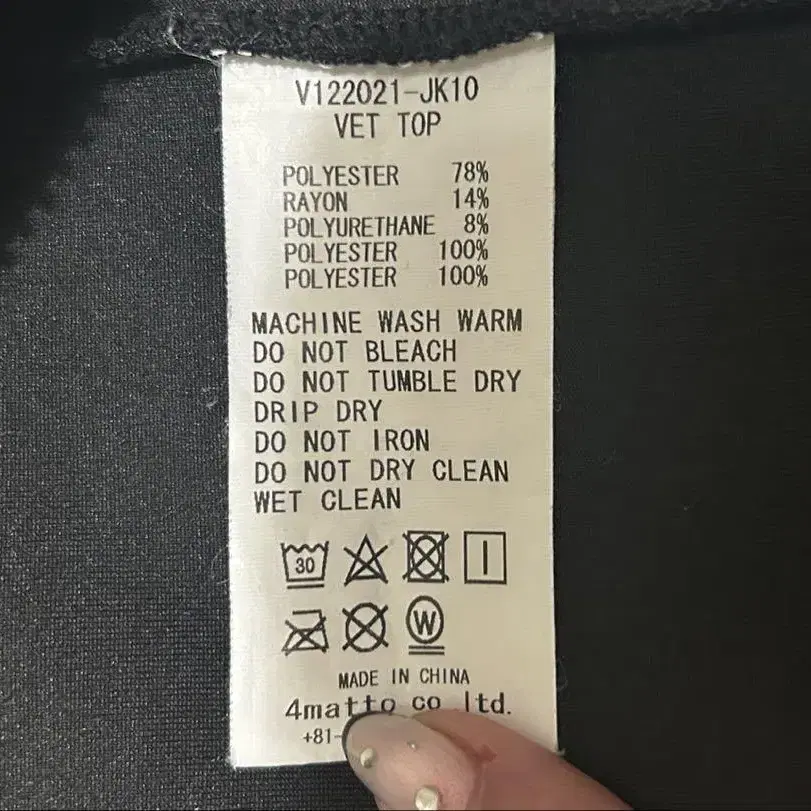 V122021-JK10
VET TOP
POLYESTER 78%
RAYON 14%
POLYURETHANE 8%
POLYESTER 100%
POLYESTER 100%
MACHINE WASH WARM
DO NOT BLEACH
DO NOT TUMBLE DRY
DRIP DRY
DO NOT IRON
DO NOT DRY CLEAN
WET CLEAN
30
W
MADE IN CHINA
4matto co ltd.
+81-